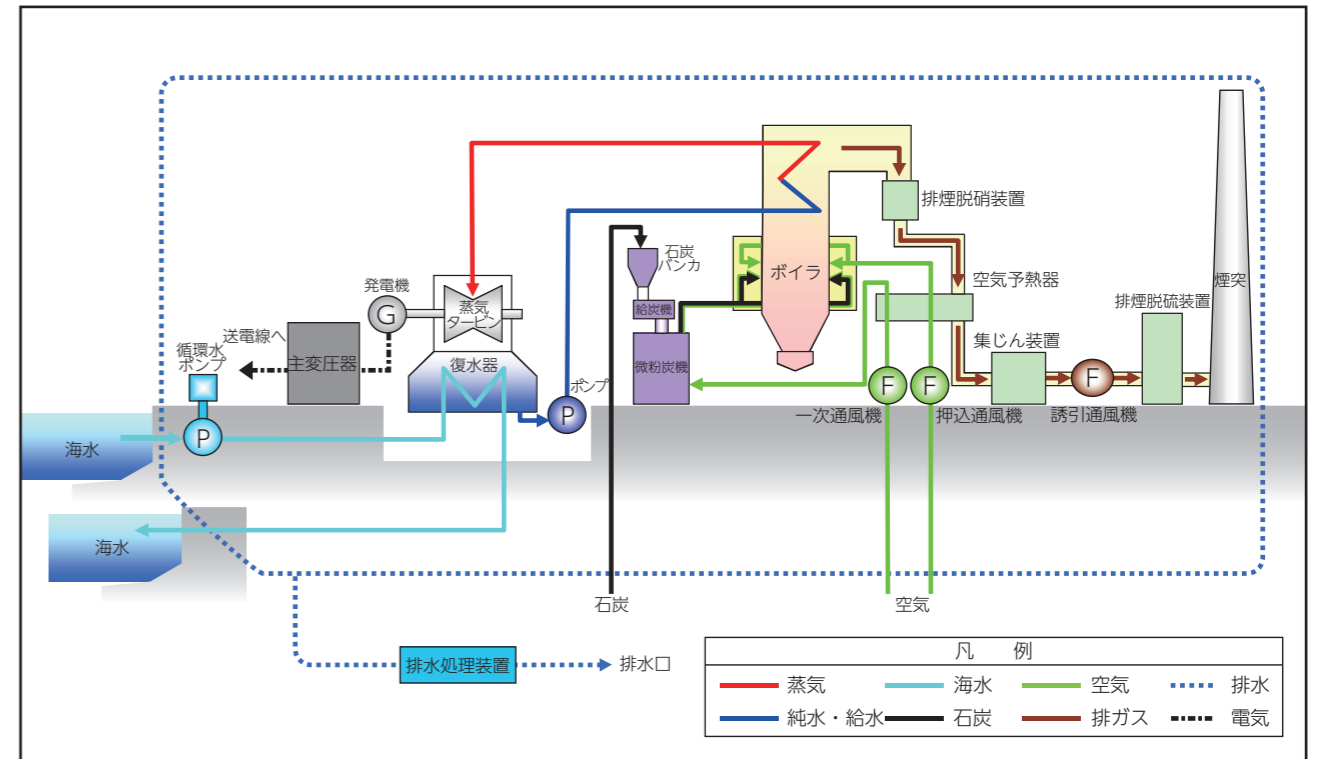 排煙脱硝装置
石炭
バンカ
ボイラ
空気予熱器
煙突
発電機
G
蒸気
タービン
給炭機
排煙脱硫装置
送電線へ
循環水
ポンプ
主変圧器
復水器
微粉炭機
集じん装置
ポンプ
P
P
F
F
F
一次通風機
押込通風機
誘引通風機
海水
海水
石炭
空気
排水処理装置
排水口
凡 例
蒸気 海水 空気 排水
純水・給水 石炭 排ガス 電気